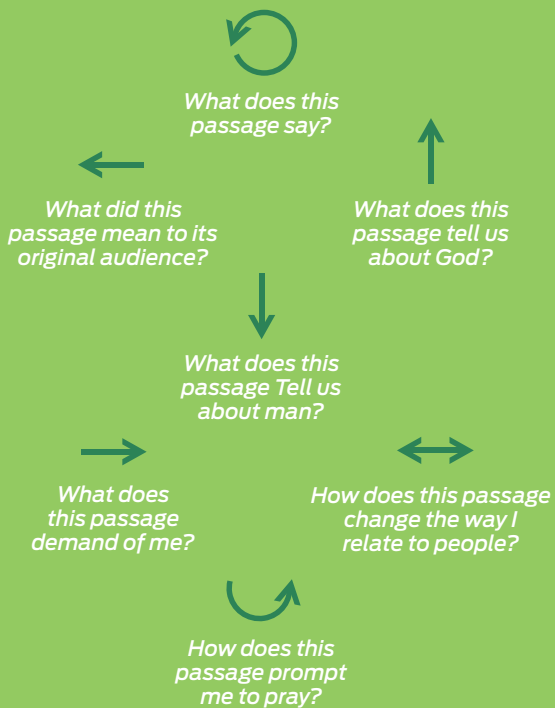 What does this
passage say?
What did this
passage mean to its
original audience?
What does this
passage tell us
about God?
What does this
passage Tell us
about man?
What does
this passage
demand of me?
How does this passage
change the way I
relate to people?
How does this
passage prompt
me to pray?